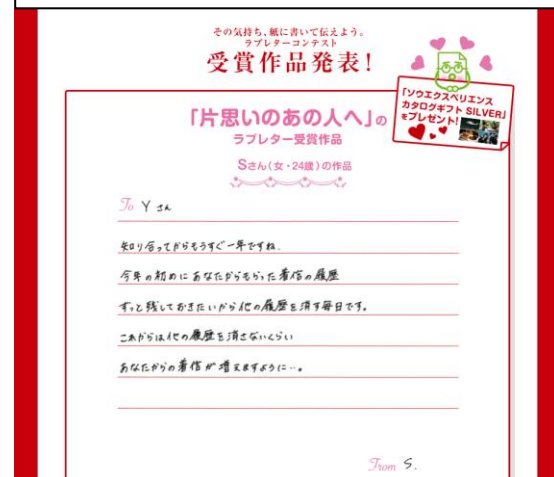 その気持ち、紙に書いて伝えよう。
ラブレターコンテスト
受賞作品発表！
「ソウエクスペリエンス
カタログギフト SILVER」
をプレゼント！
「片思いのあの人へ」の
ラブレター受賞作品
Sさん（女・24歳）の作品
To Yさん
知り合ってからもうすぐ一年ですね。
今年の初めにあなたからもらった着信の履歴
ずっと残しておきたいから他の履歴を消す毎日です。
これからは他の履歴を消さないくらい
あなたからの着信が増えますように…。
From S.